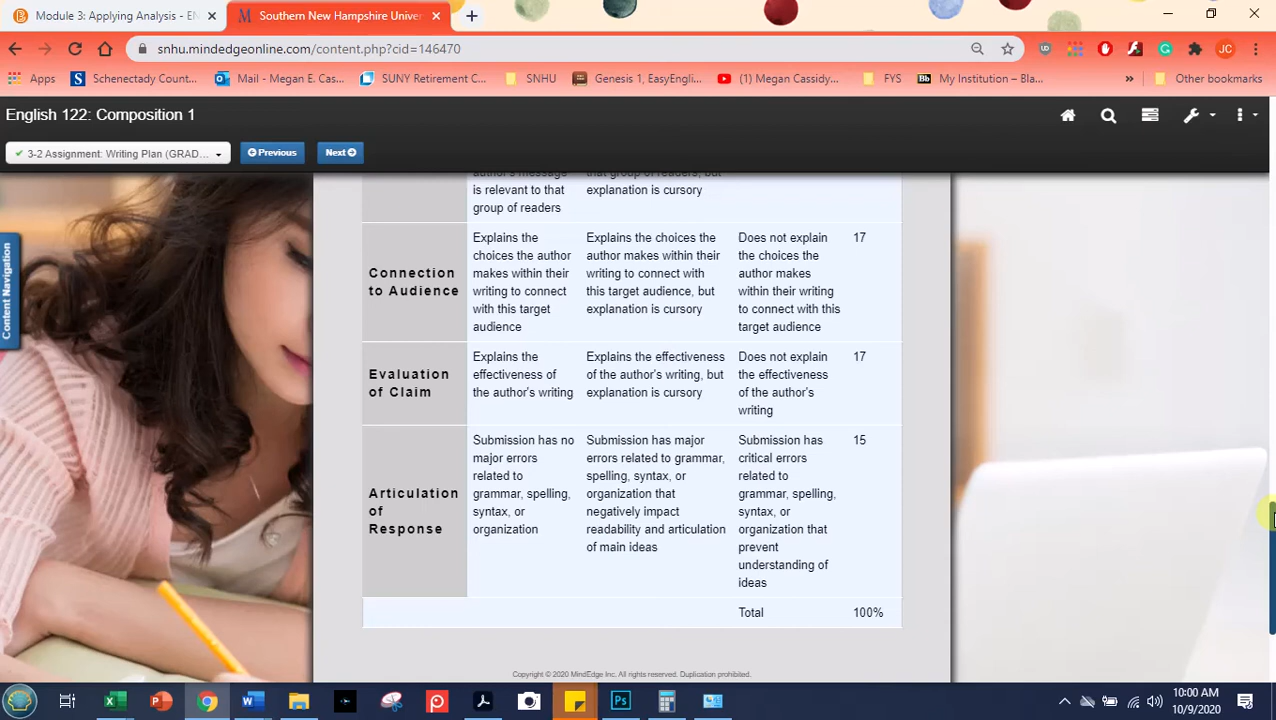 Module 3: Applying Analysis - EN
Southern New Hampshire Univer
snhu.mindedgeonline.com/content.php?cid=146470
JC
Apps
Schenectady Count...
Mail - Megan E. Cas...
SUNY Retirement C...
SNHU
Genesis 1, EasyEngli...
(1) Megan Cassidy...
FYS
Bb
My Institution – Bla...
»
Other bookmarks
English 122: Composition 1
✔ 3-2 Assignment: Writing Plan (GRAD...
Previous
Next
Content Navigation
author's message
is relevant to that
group of readers
that group of readers, but
explanation is cursory
Connection
to Audience
Explains the
choices the author
makes within their
writing to connect
with this target
audience
Explains the choices the
author makes within their
writing to connect with
this target audience, but
explanation is cursory
Does not explain
the choices the
author makes
within their writing
to connect with this
target audience
17
Evaluation
of Claim
Explains the
effectiveness of
the author's writing
Explains the effectiveness
of the author's writing, but
explanation is cursory
Does not explain
the effectiveness
of the author's
writing
17
Articulation
of
Response
Submission has no
major errors
related to
grammar, spelling,
syntax, or
organization
Submission has major
errors related to grammar,
spelling, syntax, or
organization that
negatively impact
readability and articulation
of main ideas
Submission has
critical errors
related to
grammar, spelling,
syntax, or
organization that
prevent
understanding of
ideas
15
Total
100%
Copyright © 2020 MindEdge Inc. All rights reserved. Duplication prohibited.
10:00 AM
10/9/2020